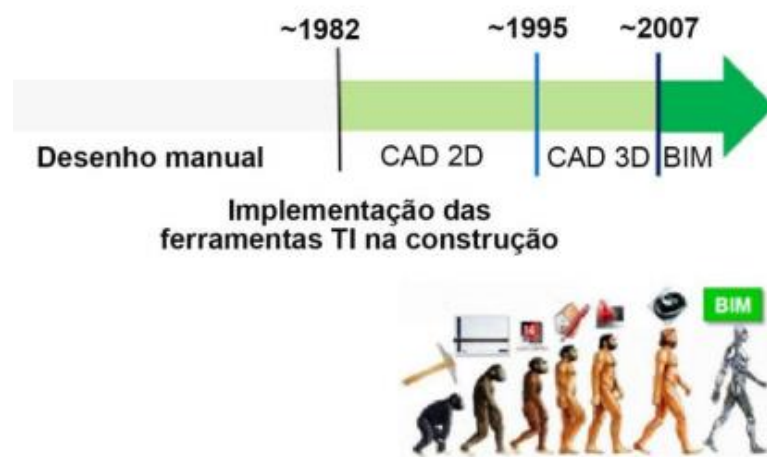 ~1982 ~1995 ~2007
Desenho manual CAD 2D CAD 3D BIM
Implementação das
ferramentas TI na construção
BIM